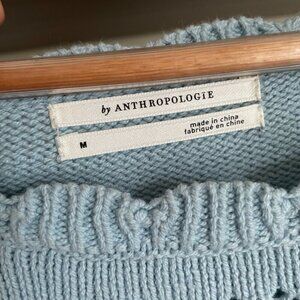 by ANTHROPOLOGIE
M
made in china
fabriqué en chine